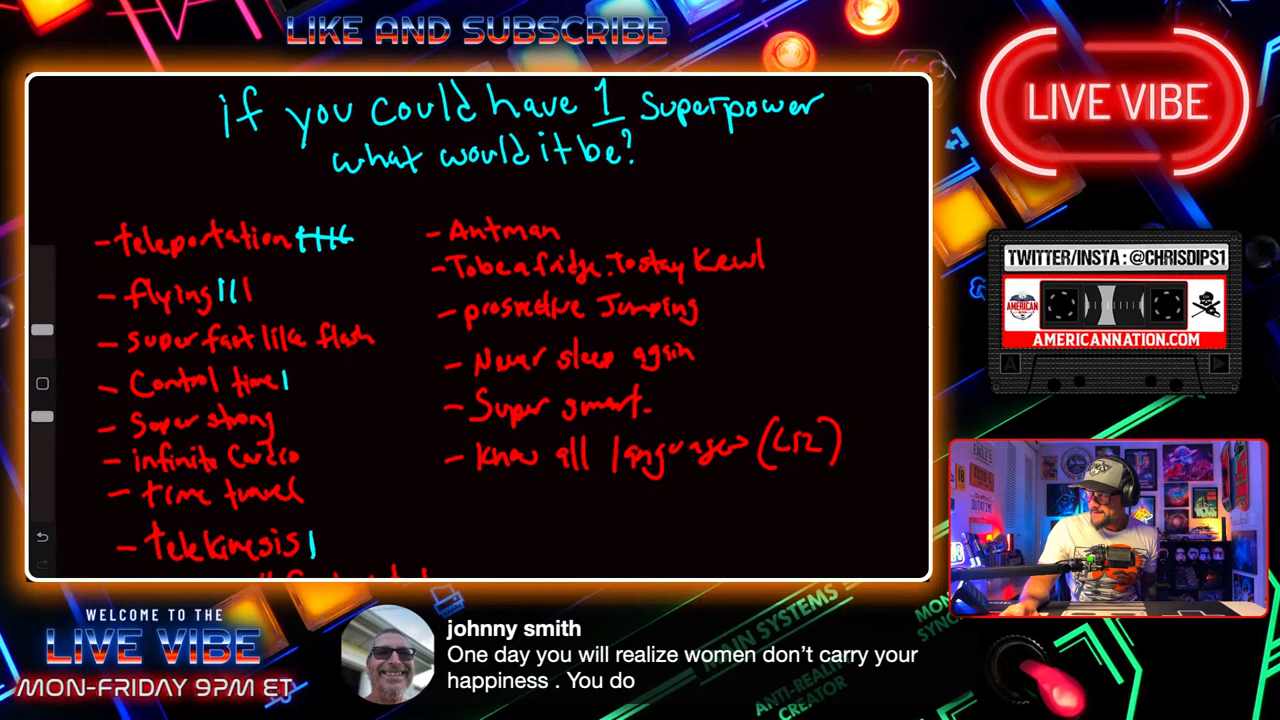 LIKE AND SUBSCRIBE
if you could have 1 Superpower
what would it be?
- teleportation
- flying
- super fast like flash
- Control time
- Super strong
- infinite
- time travel
- telekinesis
- Antman
- To be a fridge. To stay Kewl
- Jumping
- Never sleep again
- Super smart.
- Know all languages
LIVE VIBE
TWITTER/INSTA : @CHRISDIPS1
AMERICAN
AMERICANNATION.COM
A
WELCOME TO THE
LIVE VIBE
MON-FRIDAY 9PM ET
johnny smith
One day you will realize women don't carry your
happiness . You do